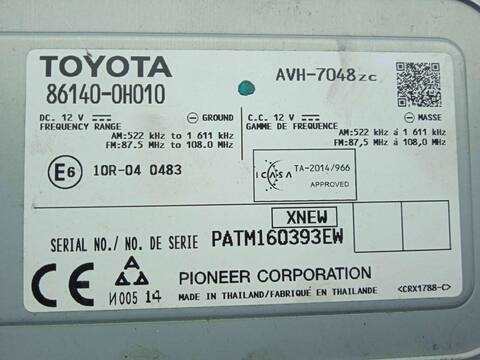 TOYOTA
86140-0H010
AVH-7048zc
DC. 12 V
GROUND
FREQUENCY RANGE
AM:522 kHz to 1 611 kHz
FM:87.5 MHz to 108.0 MHz
C.C. 12 V
MASSE
GAMME DE FRÉQUENCE
AM:522 kHz à 1 611 kHz
FM:87,5 MHz à 108,0 MHz
E6
10R-04 0483
ICASA
TA-2014/966
APPROVED
XNEW
SERIAL NO./ NO. DE SERIE PATM160393EW
CE
N005 14
PIONEER CORPORATION
MADE IN THAILAND/FABRIQUÉ EN THAILAND
<CRX1788-C>